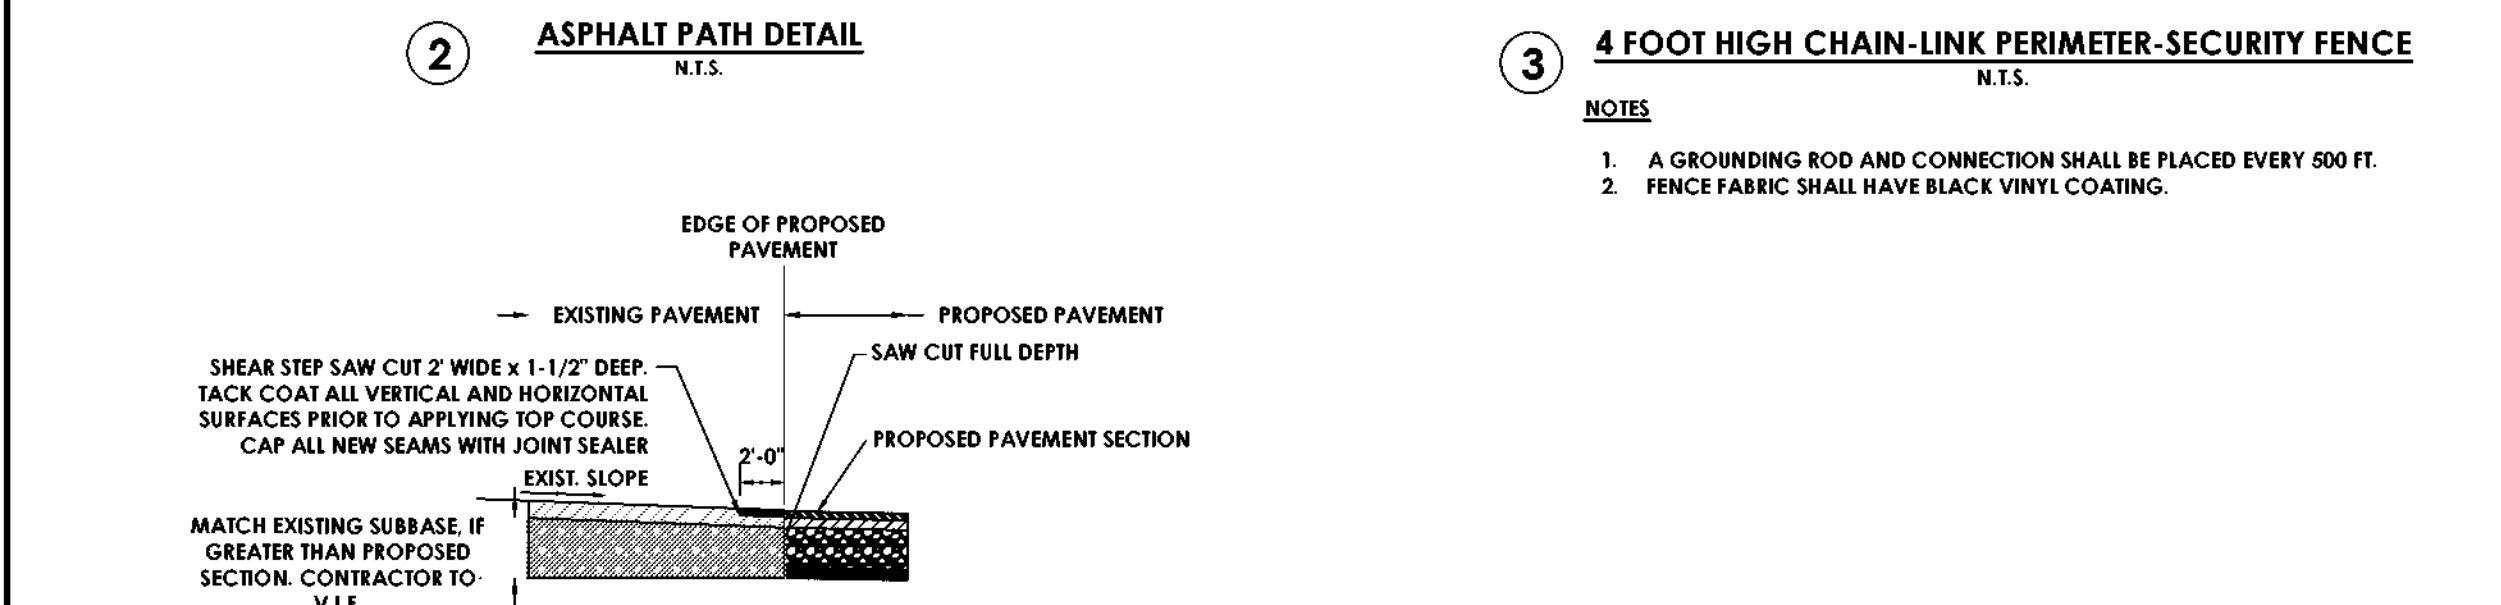 2
ASPHALT PATH DETAIL
N.T.S.
3
4 FOOT HIGH CHAIN-LINK PERIMETER-SECURITY FENCE
N.T.S.
NOTES
1. A GROUNDING ROD AND CONNECTION SHALL BE PLACED EVERY 500 FT.
2. FENCE FABRIC SHALL HAVE BLACK VINYL COATING.
EDGE OF PROPOSED
PAVEMENT
EXISTING PAVEMENT
PROPOSED PAVEMENT
SAW CUT FULL DEPTH
SHEAR STEP SAW CUT 2' WIDE x 1-1/2" DEEP.
TACK COAT ALL VERTICAL AND HORIZONTAL
SURFACES PRIOR TO APPLYING TOP COURSE.
CAP ALL NEW SEAMS WITH JOINT SEALER
PROPOSED PAVEMENT SECTION
2'-0"
EXIST. SLOPE
MATCH EXISTING SUBBASE, IF
GREATER THAN PROPOSED
SECTION. CONTRACTOR TO
V.I.F.